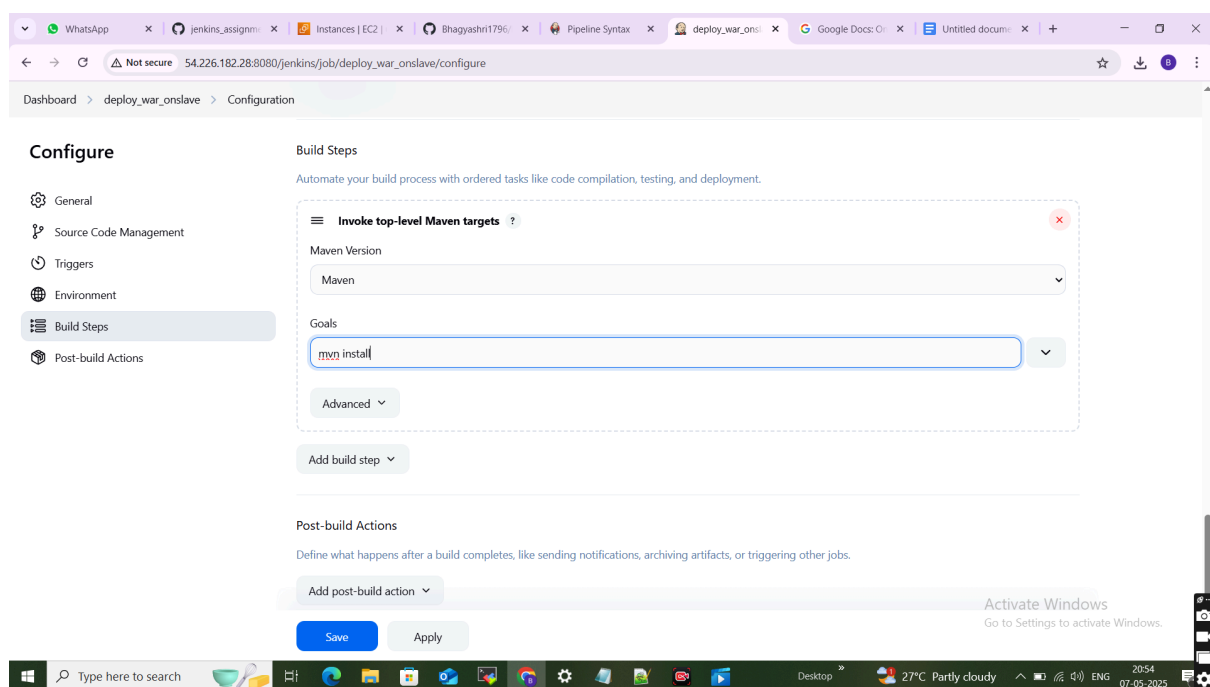 WhatsApp jenkins_assignme Instances | EC2 | Bhagyashri1796/ Pipeline Syntax deploy_war_onsl Google Docs: On Untitled docume
Not secure 54.226.182.28:8080/jenkins/job/deploy_war_onslave/configure B
Dashboard > deploy_war_onslave > Configuration
Configure
General
Source Code Management
Triggers
Environment
Build Steps
Post-build Actions
Build Steps
Automate your build process with ordered tasks like code compilation, testing, and deployment.
Invoke top-level Maven targets ?
Maven Version
Maven
Goals
mvn install
Advanced
Add build step
Post-build Actions
Define what happens after a build completes, like sending notifications, archiving artifacts, or triggering other jobs.
Add post-build action
Save Apply
Activate Windows
Go to Settings to activate Windows.
Type here to search Desktop 27°C Partly cloudy ENG 20:54
07-05-2025